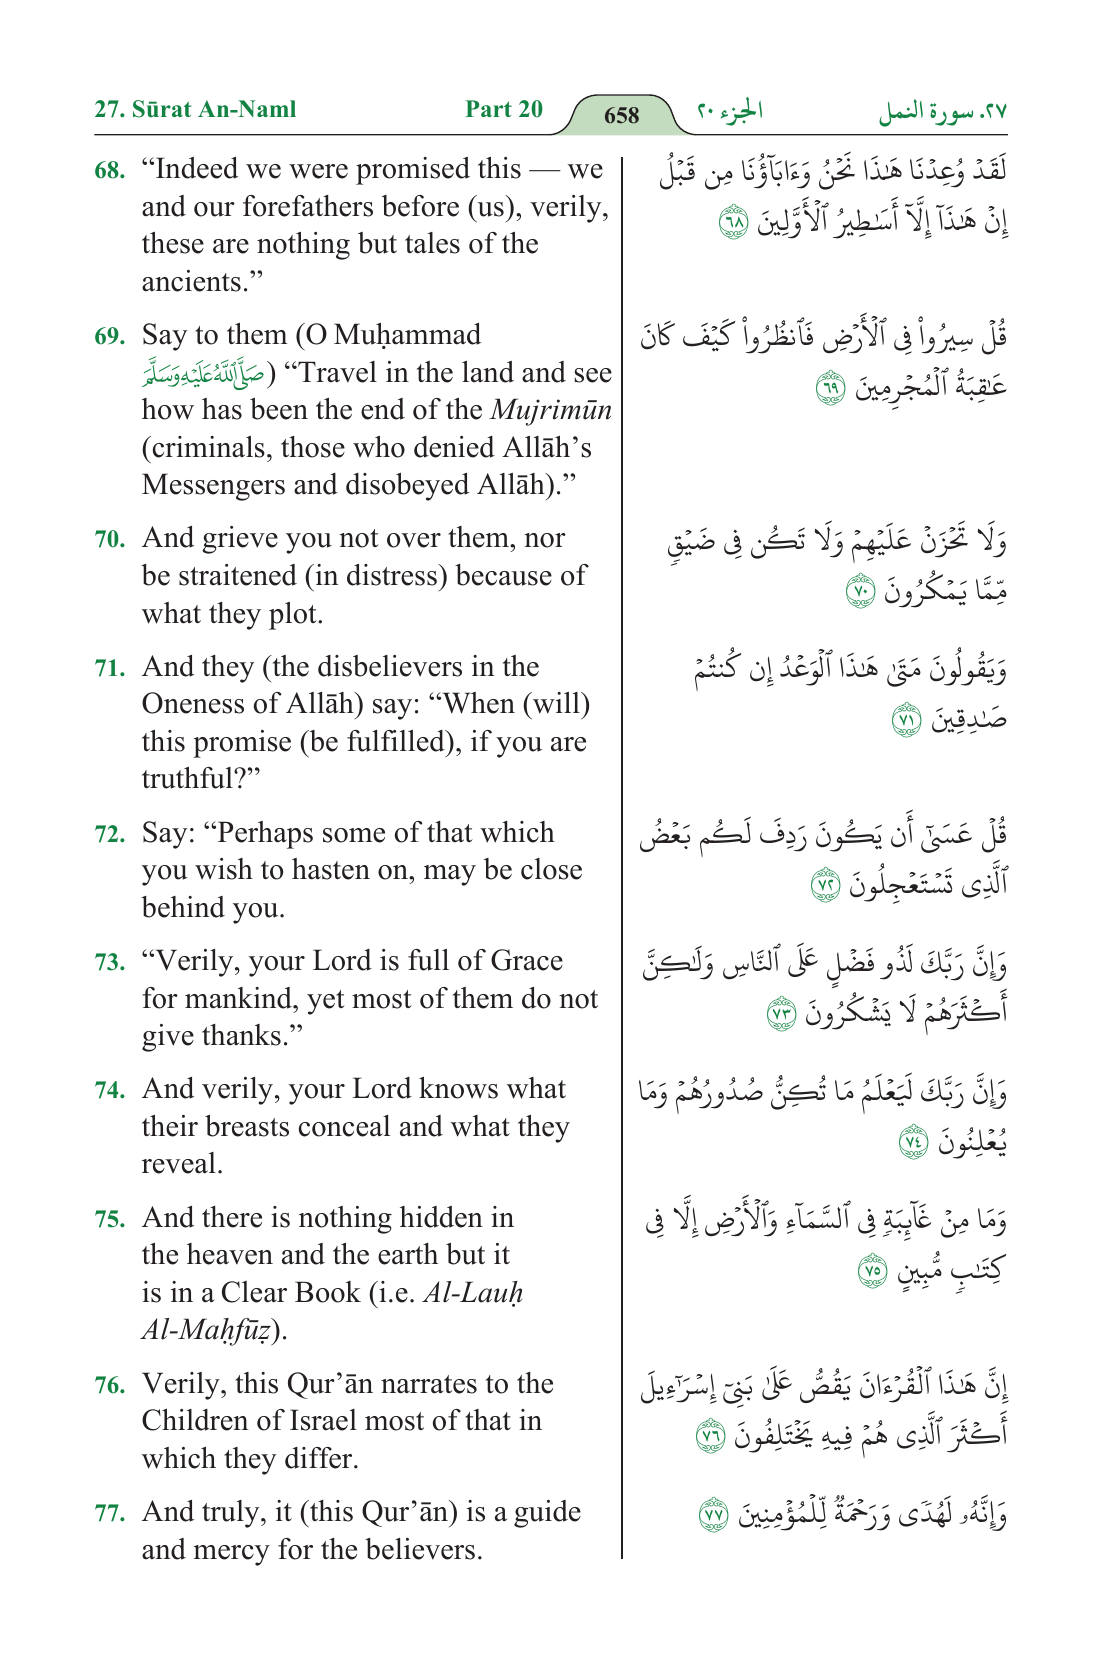 27. Sūrat An-Naml Part 20 658 الجزء ٢٠ ٢٧. سورة النمل
68. “Indeed we were promised this — we
and our forefathers before (us), verily,
these are nothing but tales of the
ancients.”
لَقَدْ وُعِدْنَا هَـٰذَا نَحْنُ وَءَابَآؤُنَا مِن قَبْلُ
إِنْ هَـٰذَآ إِلَّآ أَسَـٰطِيرُ ٱلْأَوَّلِينَ ٦٨
69. Say to them (O Muḥammad
صَلَّى اللَّهُ عَلَيْهِ وَسَلَّمَ) “Travel in the land and see
how has been the end of the Mujrimūn
(criminals, those who denied Allāh’s
Messengers and disobeyed Allāh).”
قُلْ سِيرُوا۟ فِى ٱلْأَرْضِ فَٱنظُرُوا۟ كَيْفَ كَانَ
عَـٰقِبَةُ ٱلْمُجْرِمِينَ ٦٩
70. And grieve you not over them, nor
be straitened (in distress) because of
what they plot.
وَلَا تَحْزَنْ عَلَيْهِمْ وَلَا تَكُن فِى ضَيْقٍ
مِّمَّا يَمْكُرُونَ ٧٠
71. And they (the disbelievers in the
Oneness of Allāh) say: “When (will)
this promise (be fulfilled), if you are
truthful?”
وَيَقُولُونَ مَتَىٰ هَـٰذَا ٱلْوَعْدُ إِن كُنتُمْ
صَـٰدِقِينَ ٧١
72. Say: “Perhaps some of that which
you wish to hasten on, may be close
behind you.
قُلْ عَسَىٰٓ أَن يَكُونَ رَدِفَ لَكُم بَعْضُ
ٱلَّذِى تَسْتَعْجِلُونَ ٧٢
73. “Verily, your Lord is full of Grace
for mankind, yet most of them do not
give thanks.”
وَإِنَّ رَبَّكَ لَذُو فَضْلٍ عَلَى ٱلنَّاسِ وَلَـٰكِنَّ
أَكْثَرَهُمْ لَا يَشْكُرُونَ ٧٣
74. And verily, your Lord knows what
their breasts conceal and what they
reveal.
وَإِنَّ رَبَّكَ لَيَعْلَمُ مَا تُكِنُّ صُدُورُهُمْ وَمَا
يُعْلِنُونَ ٧٤
75. And there is nothing hidden in
the heaven and the earth but it
is in a Clear Book (i.e. Al-Lauḥ
Al-Maḥfūẓ).
وَمَا مِنْ غَآئِبَةٍ فِى ٱلسَّمَآءِ وَٱلْأَرْضِ إِلَّا فِى
كِتَـٰبٍ مُّبِينٍ ٧٥
76. Verily, this Qur’ān narrates to the
Children of Israel most of that in
which they differ.
إِنَّ هَـٰذَا ٱلْقُرْءَانَ يَقُصُّ عَلَىٰ بَنِىٓ إِسْرَٰٓءِيلَ
أَكْثَرَ ٱلَّذِى هُمْ فِيهِ يَخْتَلِفُونَ ٧٦
77. And truly, it (this Qur’ān) is a guide
and mercy for the believers.
وَإِنَّهُۥ لَهُدًى وَرَحْمَةٌ لِّلْمُؤْمِنِينَ ٧٧